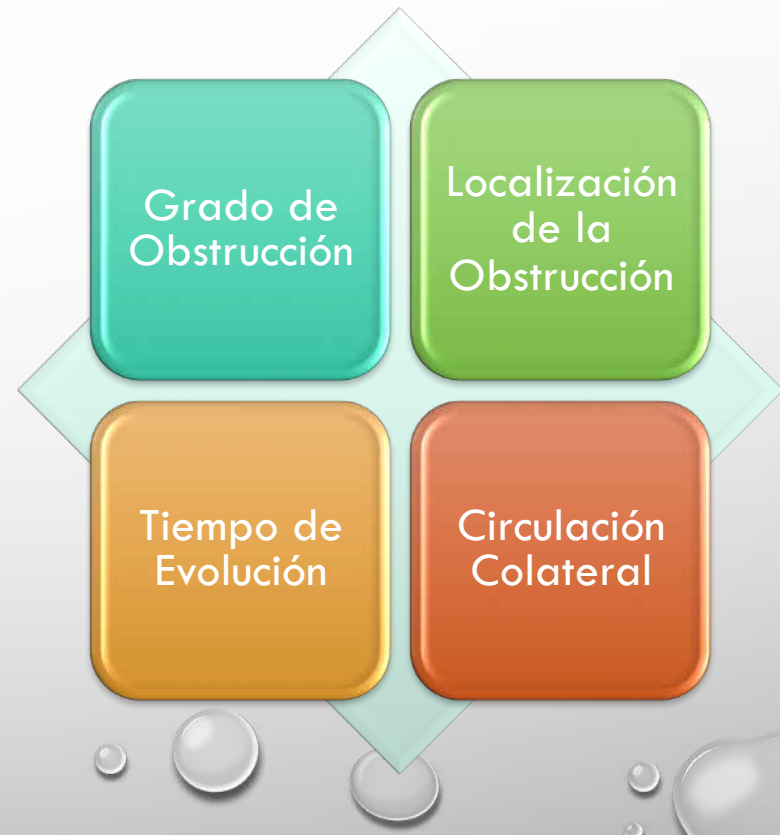 Grado de
Obstrucción
Localización
de la
Obstrucción
Tiempo de
Evolución
Circulación
Colateral